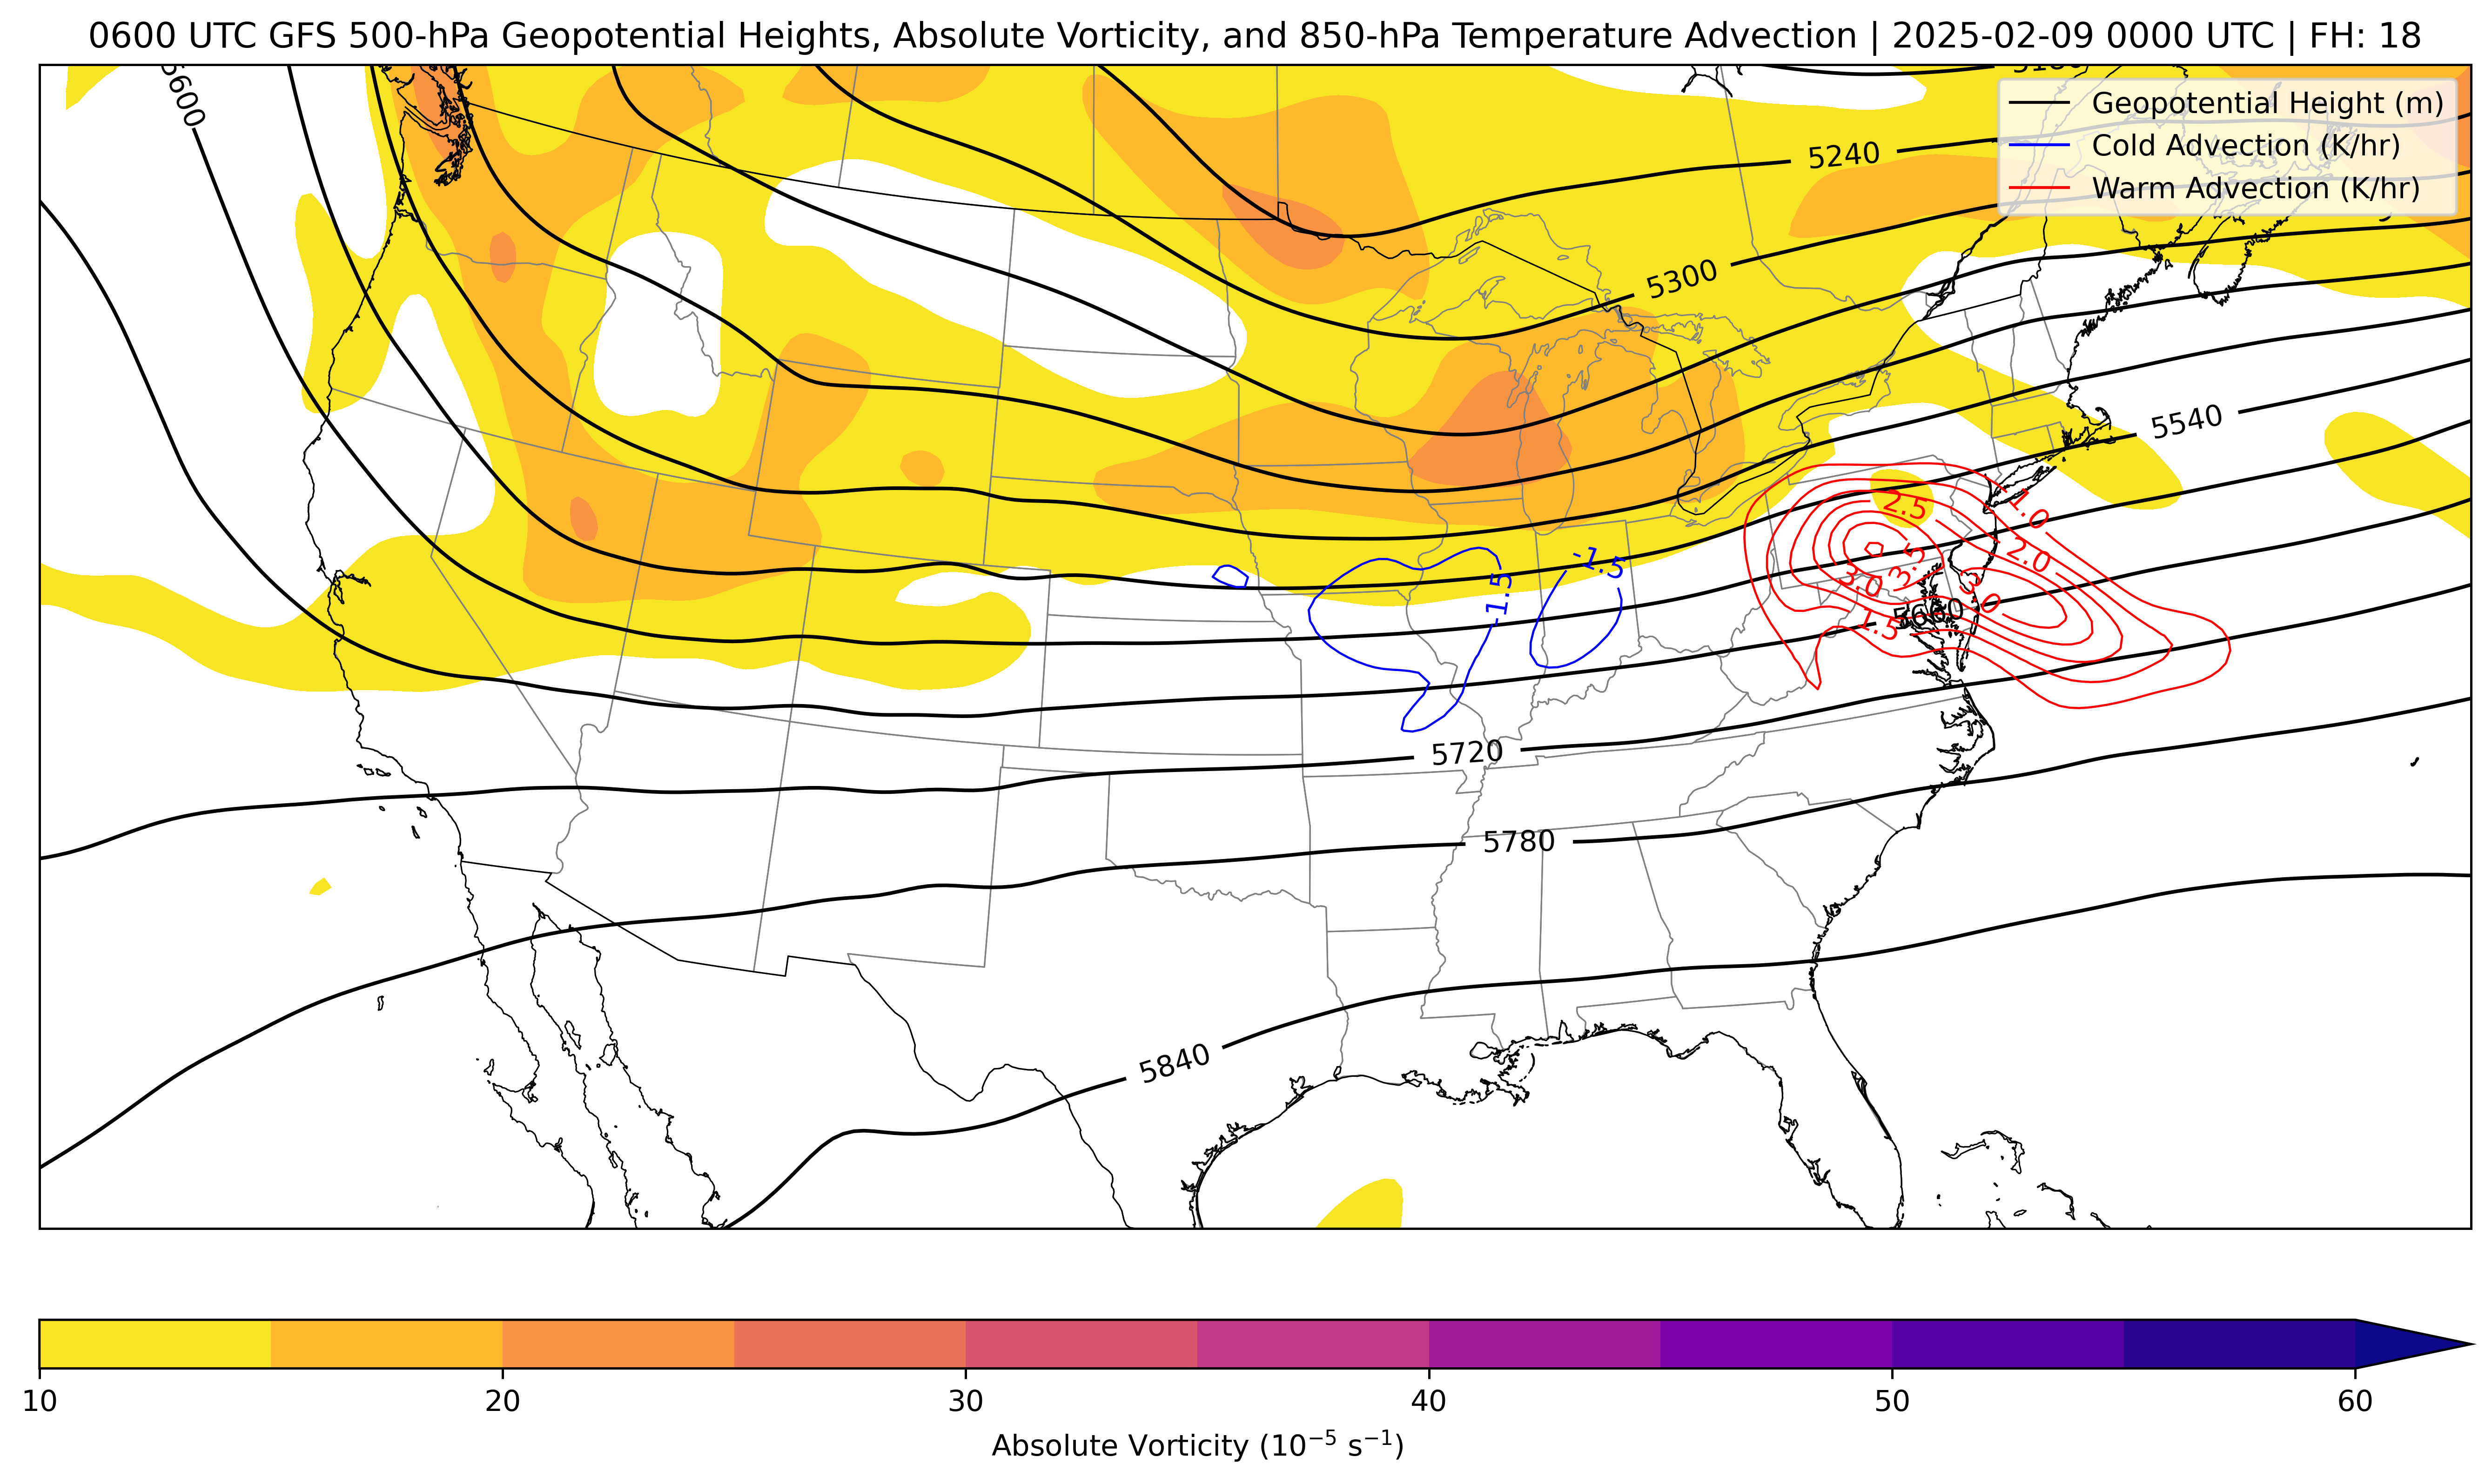 0600 UTC GFS 500-hPa Geopotential Heights, Absolute Vorticity, and 850-hPa Temperature Advection | 2025-02-09 0000 UTC | FH: 18
Geopotential Height (m)
Cold Advection (K/hr)
Warm Advection (K/hr)
5600
5240
5300
5540
2.5
1.0
2.0
3.5
3.0
3.0
1.5
5660
-1.5
-1.5
5720
5780
5840
10 20 30 40 50 60
Absolute Vorticity (10⁻⁵ s⁻¹)